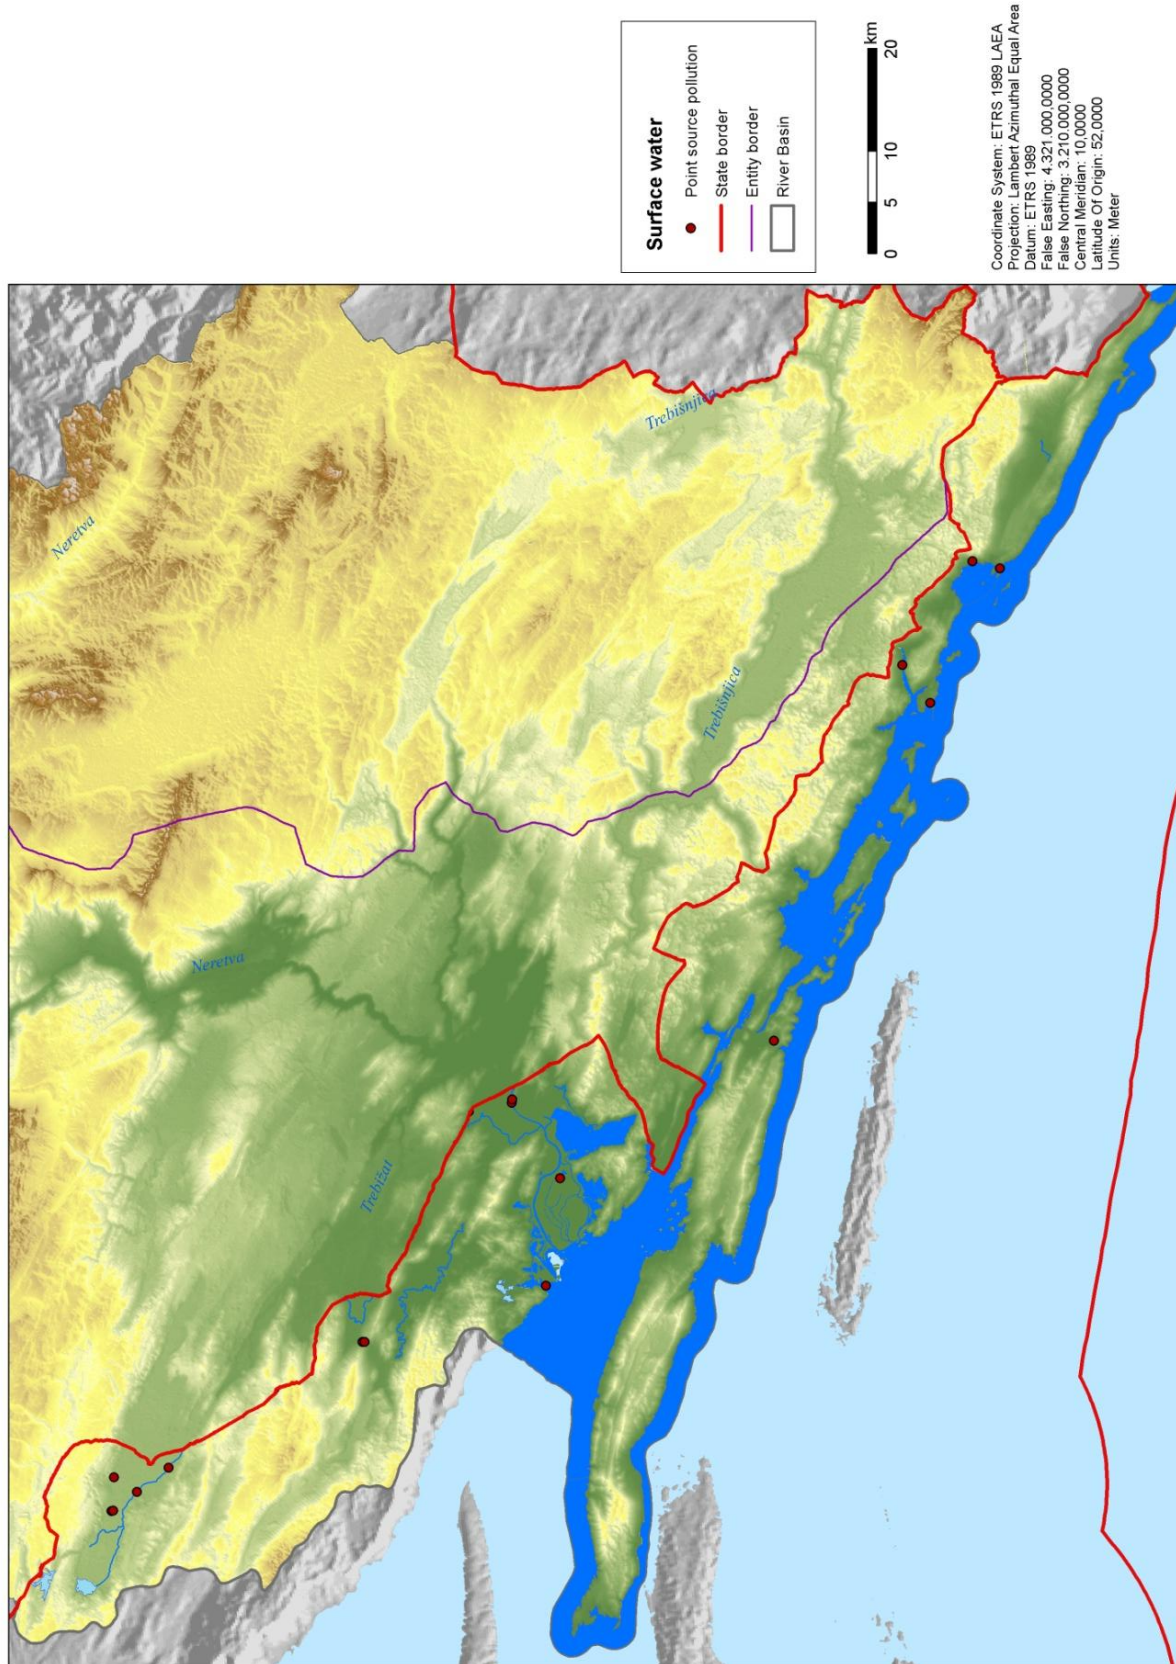 Neretva
Trebišnjica
Neretva
Trebišnjica
Trebižat
Surface water
Point source pollution
State border
Entity border
River Basin
km
0 5 10 20
Coordinate System: ETRS 1989 LAEA
Projection: Lambert Azimuthal Equal Area
Datum: ETRS 1989
False Easting: 4.321.000,0000
False Northing: 3.210.000,0000
Central Meridian: 10,0000
Latitude Of Origin: 52,0000
Units: Meter